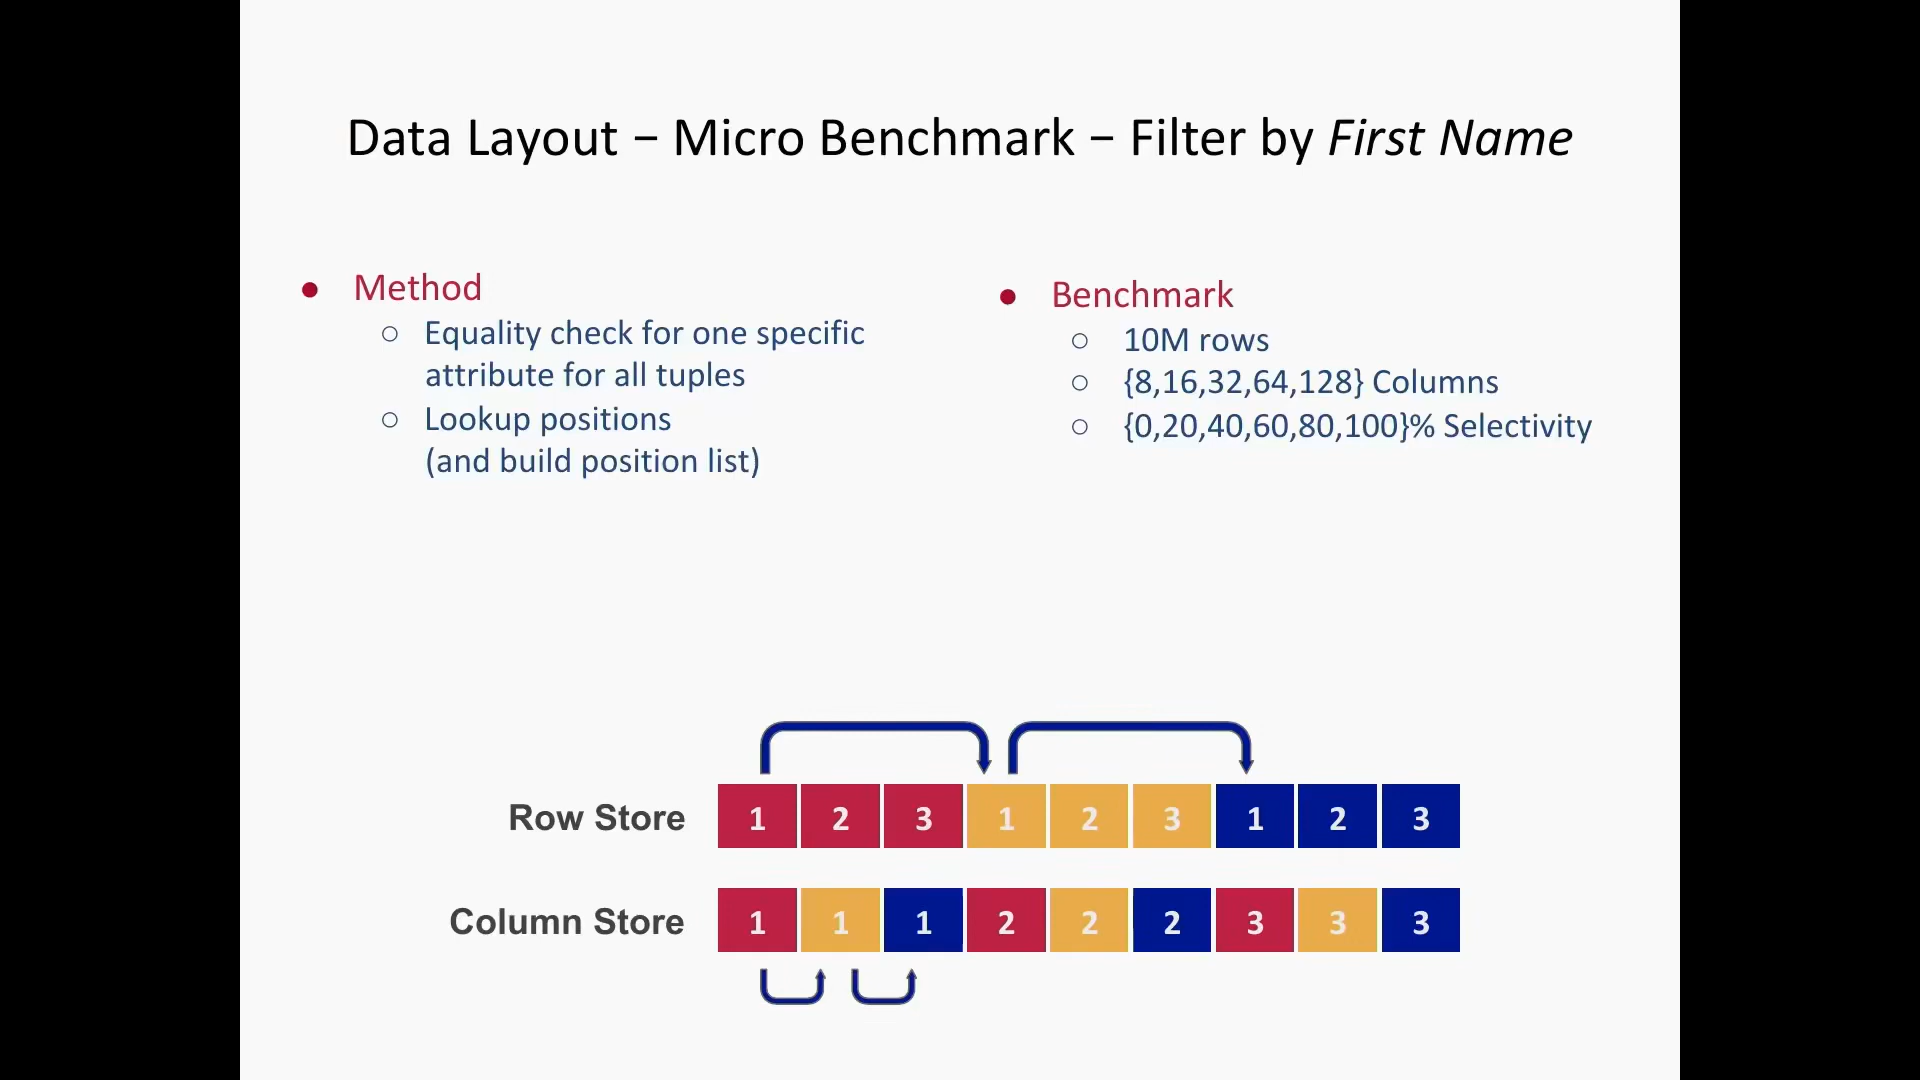 Data Layout – Micro Benchmark – Filter by First Name
● Method
○ Equality check for one specific
attribute for all tuples
○ Lookup positions
(and build position list)
● Benchmark
○ 10M rows
○ {8,16,32,64,128} Columns
○ {0,20,40,60,80,100}% Selectivity
Row Store 1 2 3 1 2 3 1 2 3
Column Store 1 1 1 2 2 2 3 3 3